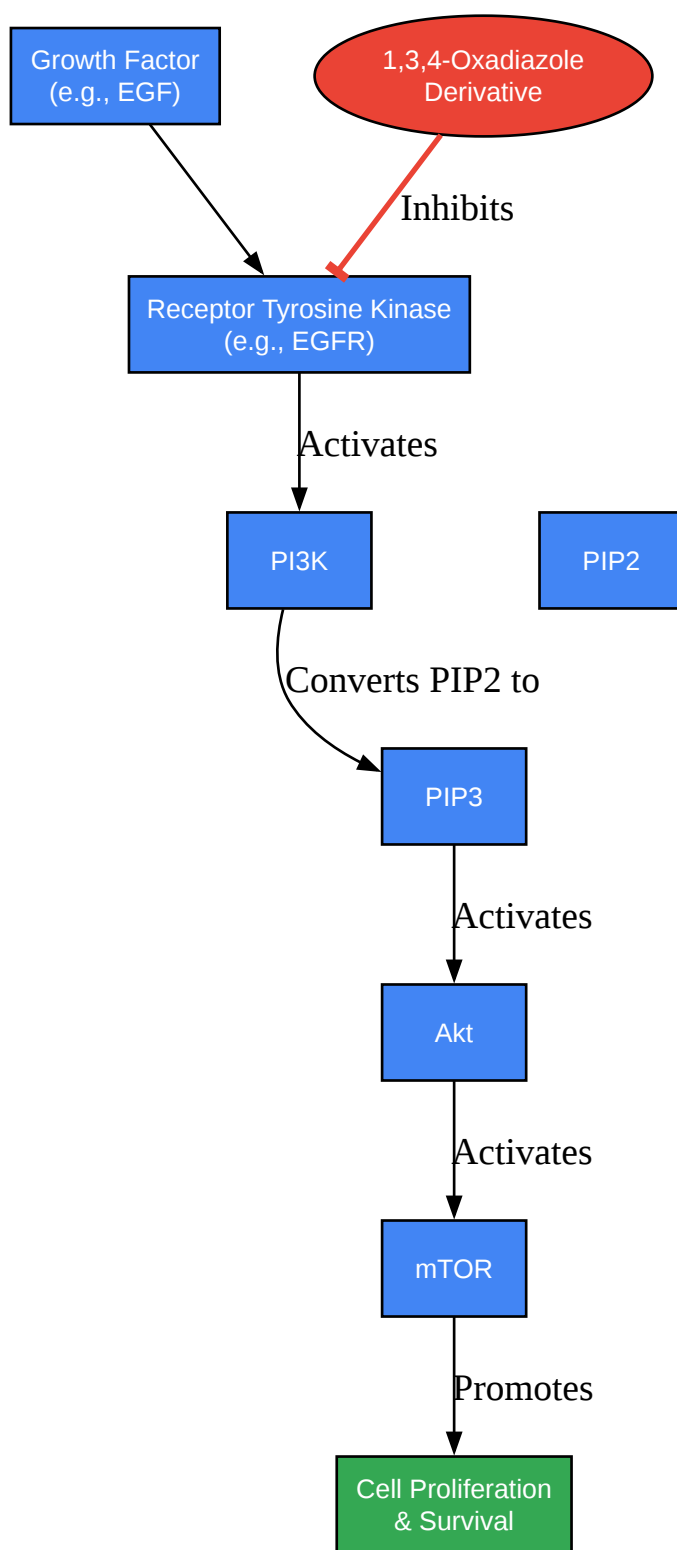 Growth Factor
(e.g., EGF)
1,3,4-Oxadiazole
Derivative
Inhibits
Receptor Tyrosine Kinase
(e.g., EGFR)
Activates
PI3K
PIP2
Converts PIP2 to
PIP3
Activates
Akt
Activates
mTOR
Promotes
Cell Proliferation
& Survival